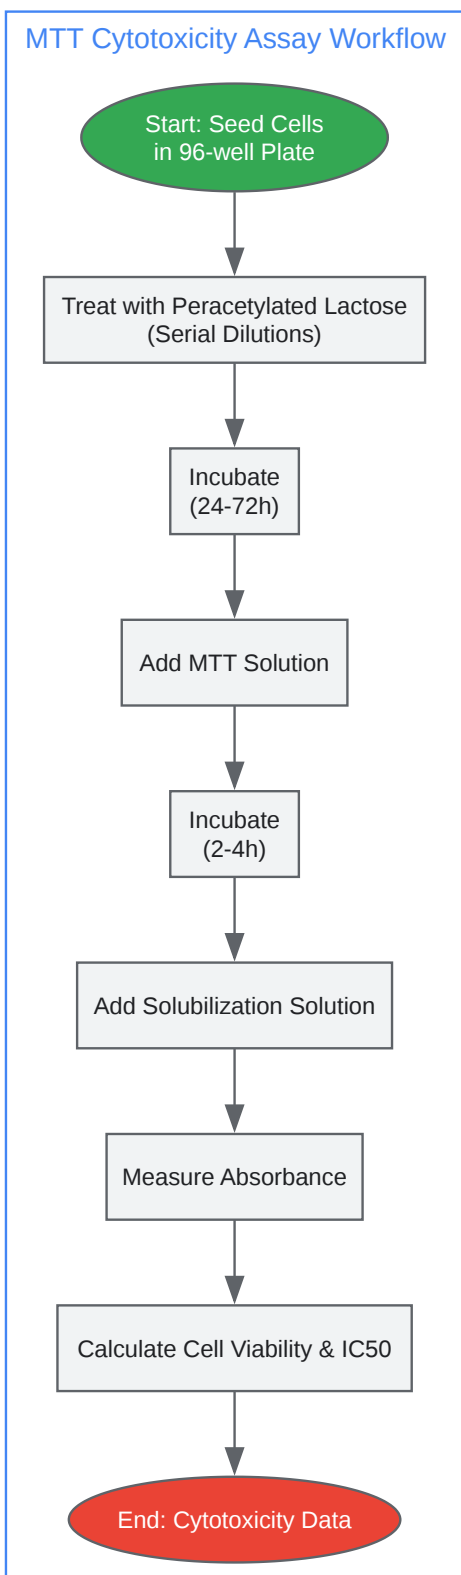 MTT Cytotoxicity Assay Workflow
Start: Seed Cells
in 96-well Plate
Treat with Peracetylated Lactose
(Serial Dilutions)
Incubate
(24-72h)
Add MTT Solution
Incubate
(2-4h)
Add Solubilization Solution
Measure Absorbance
Calculate Cell Viability & IC50
End: Cytotoxicity Data